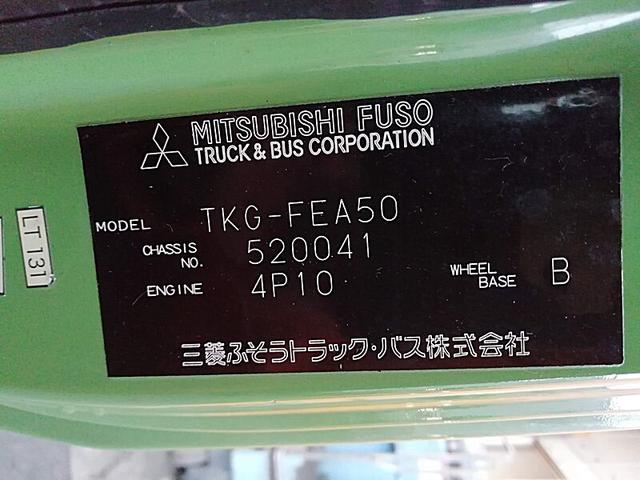 MITSUBISHI FUSO
TRUCK & BUS CORPORATION
MODEL TKG-FEA50
CHASSIS NO. 520041
ENGINE 4P10
WHEEL BASE B
三菱ふそうトラック・バス株式会社
LT 131